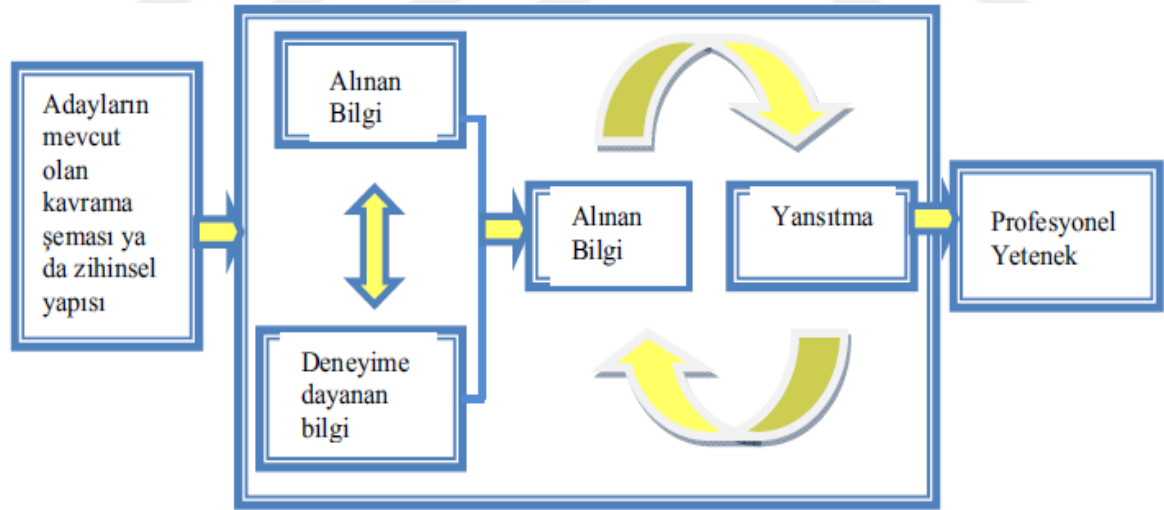 Adayların
mevcut
olan
kavrama
şeması ya
da zihinsel
yapısı
Alınan
Bilgi
Deneyime
dayanan
bilgi
Alınan
Bilgi
Yansıtma
Profesyonel
Yetenek